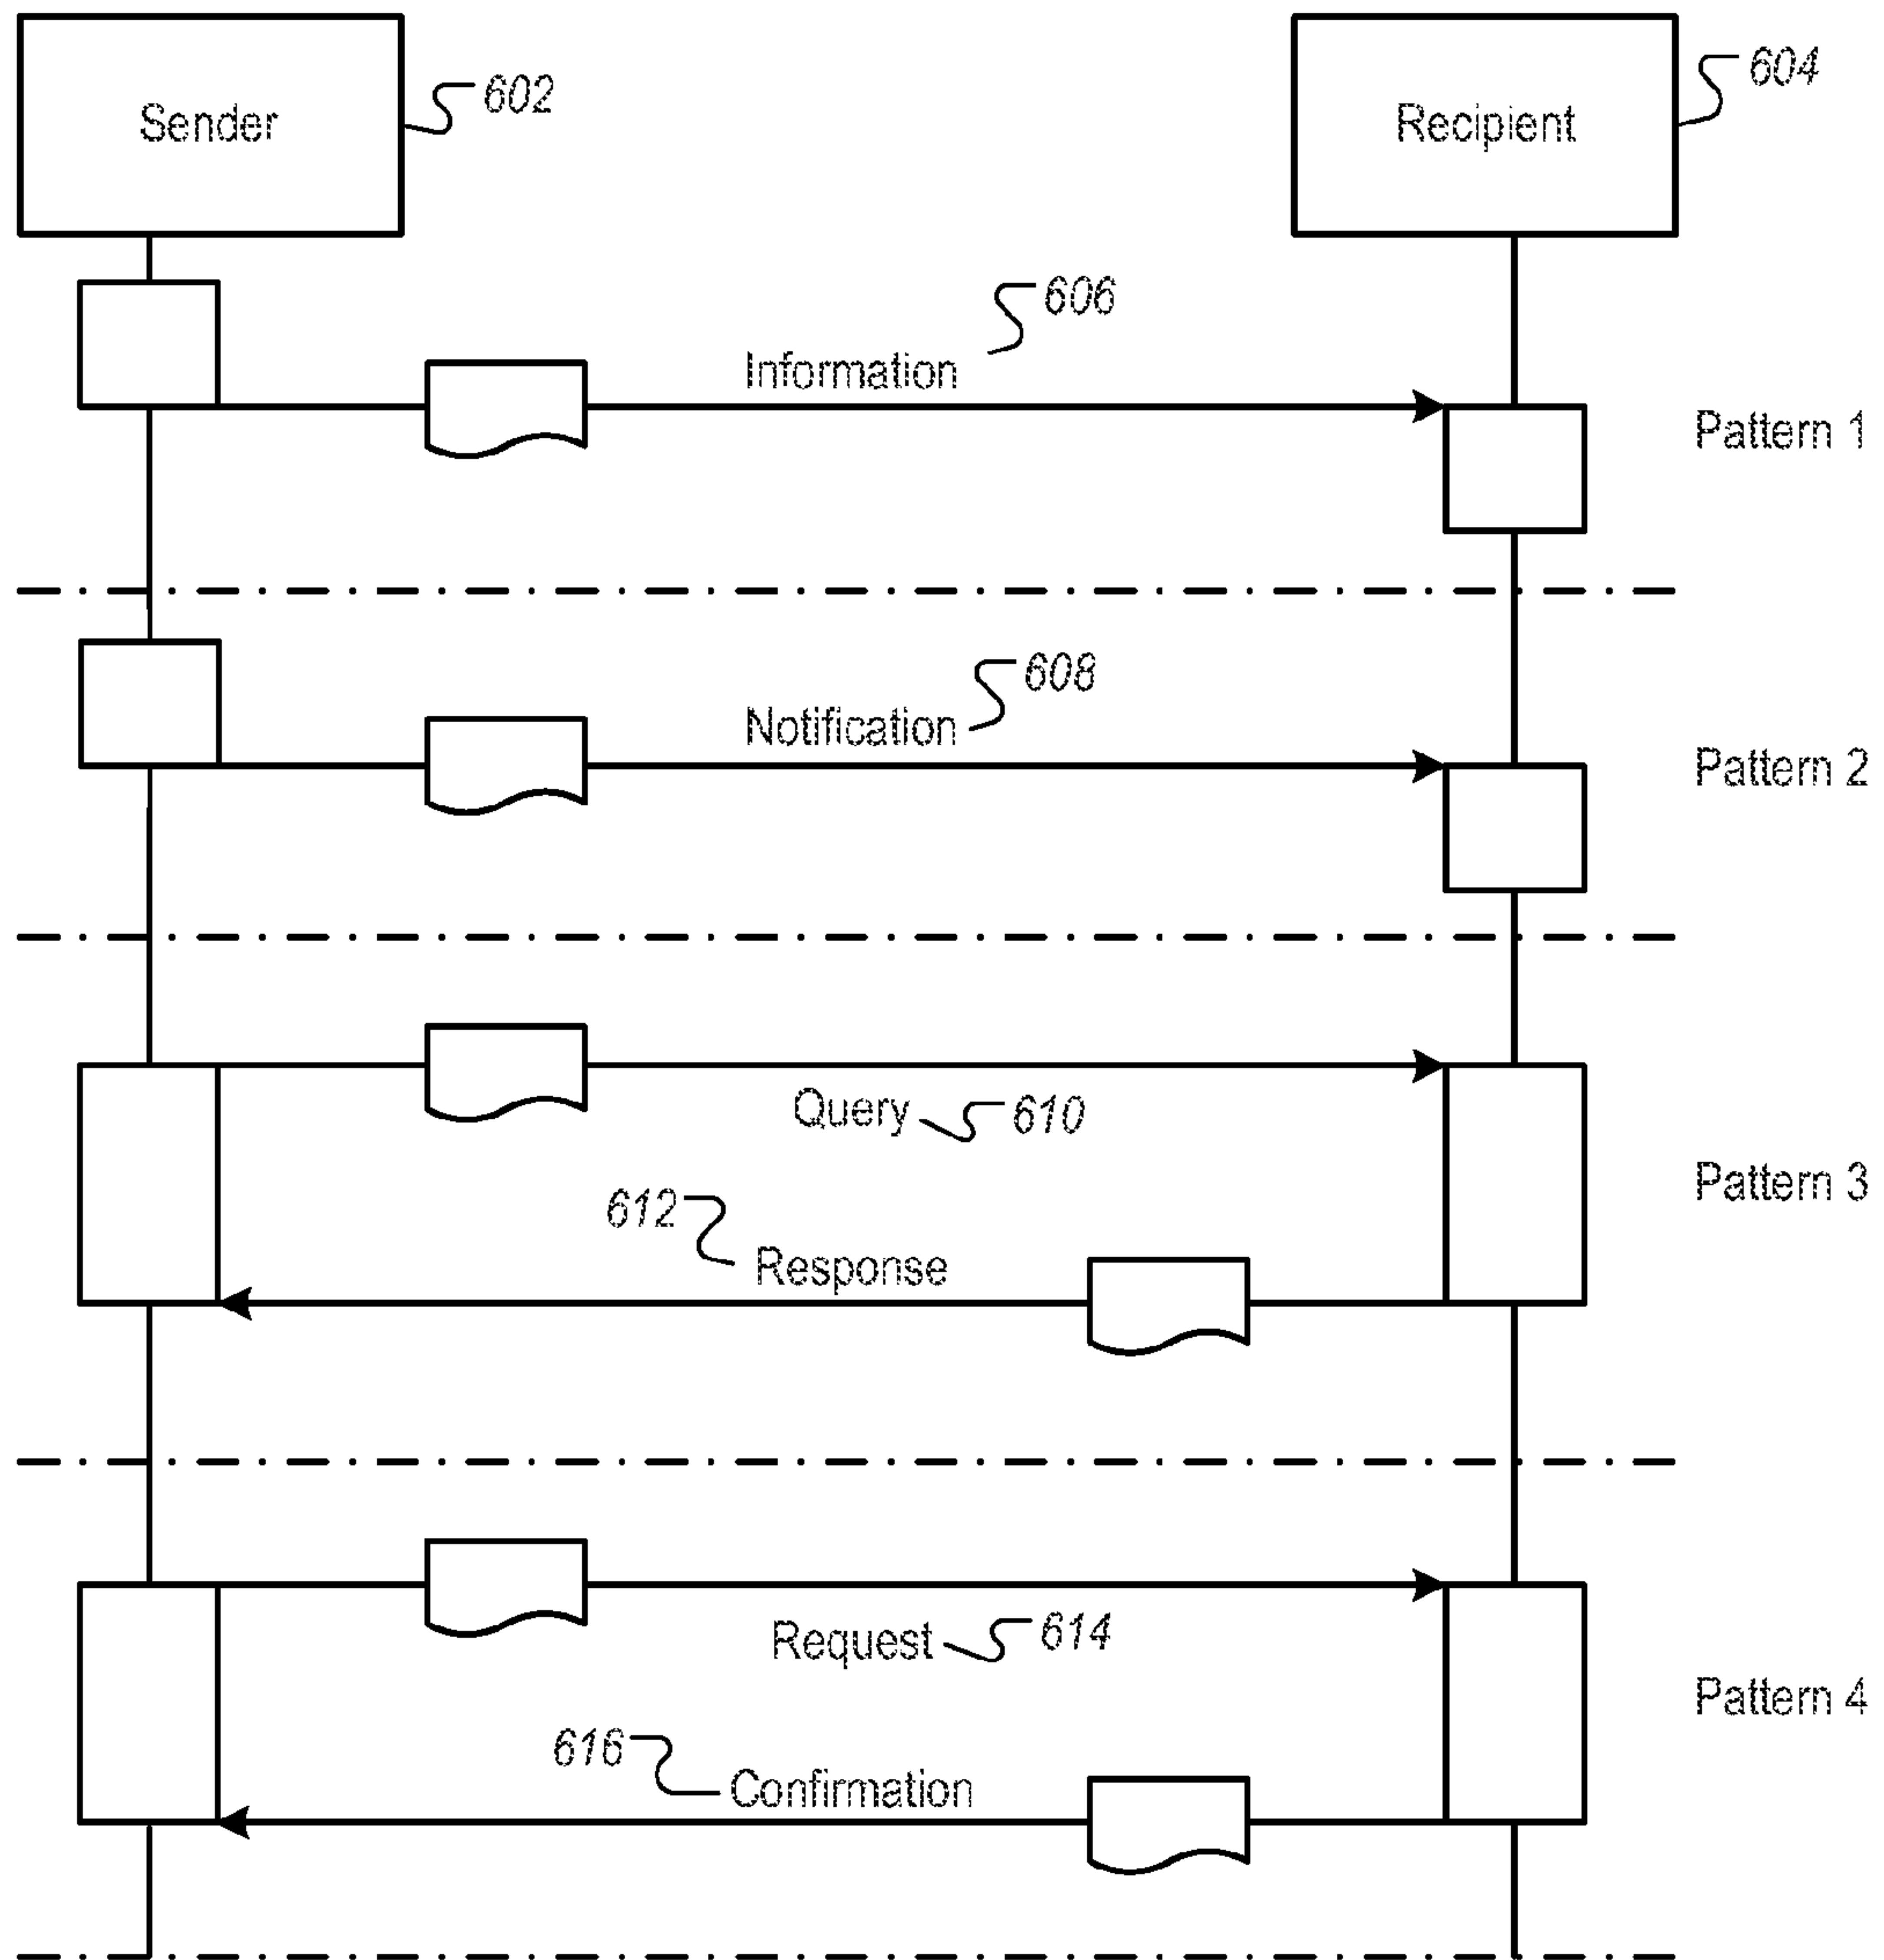 Sender
602
Recipient
604
Information
606
Pattern 1
Notification
608
Pattern 2
Query
610
612
Response
Pattern 3
Request
614
616
Confirmation
Pattern 4